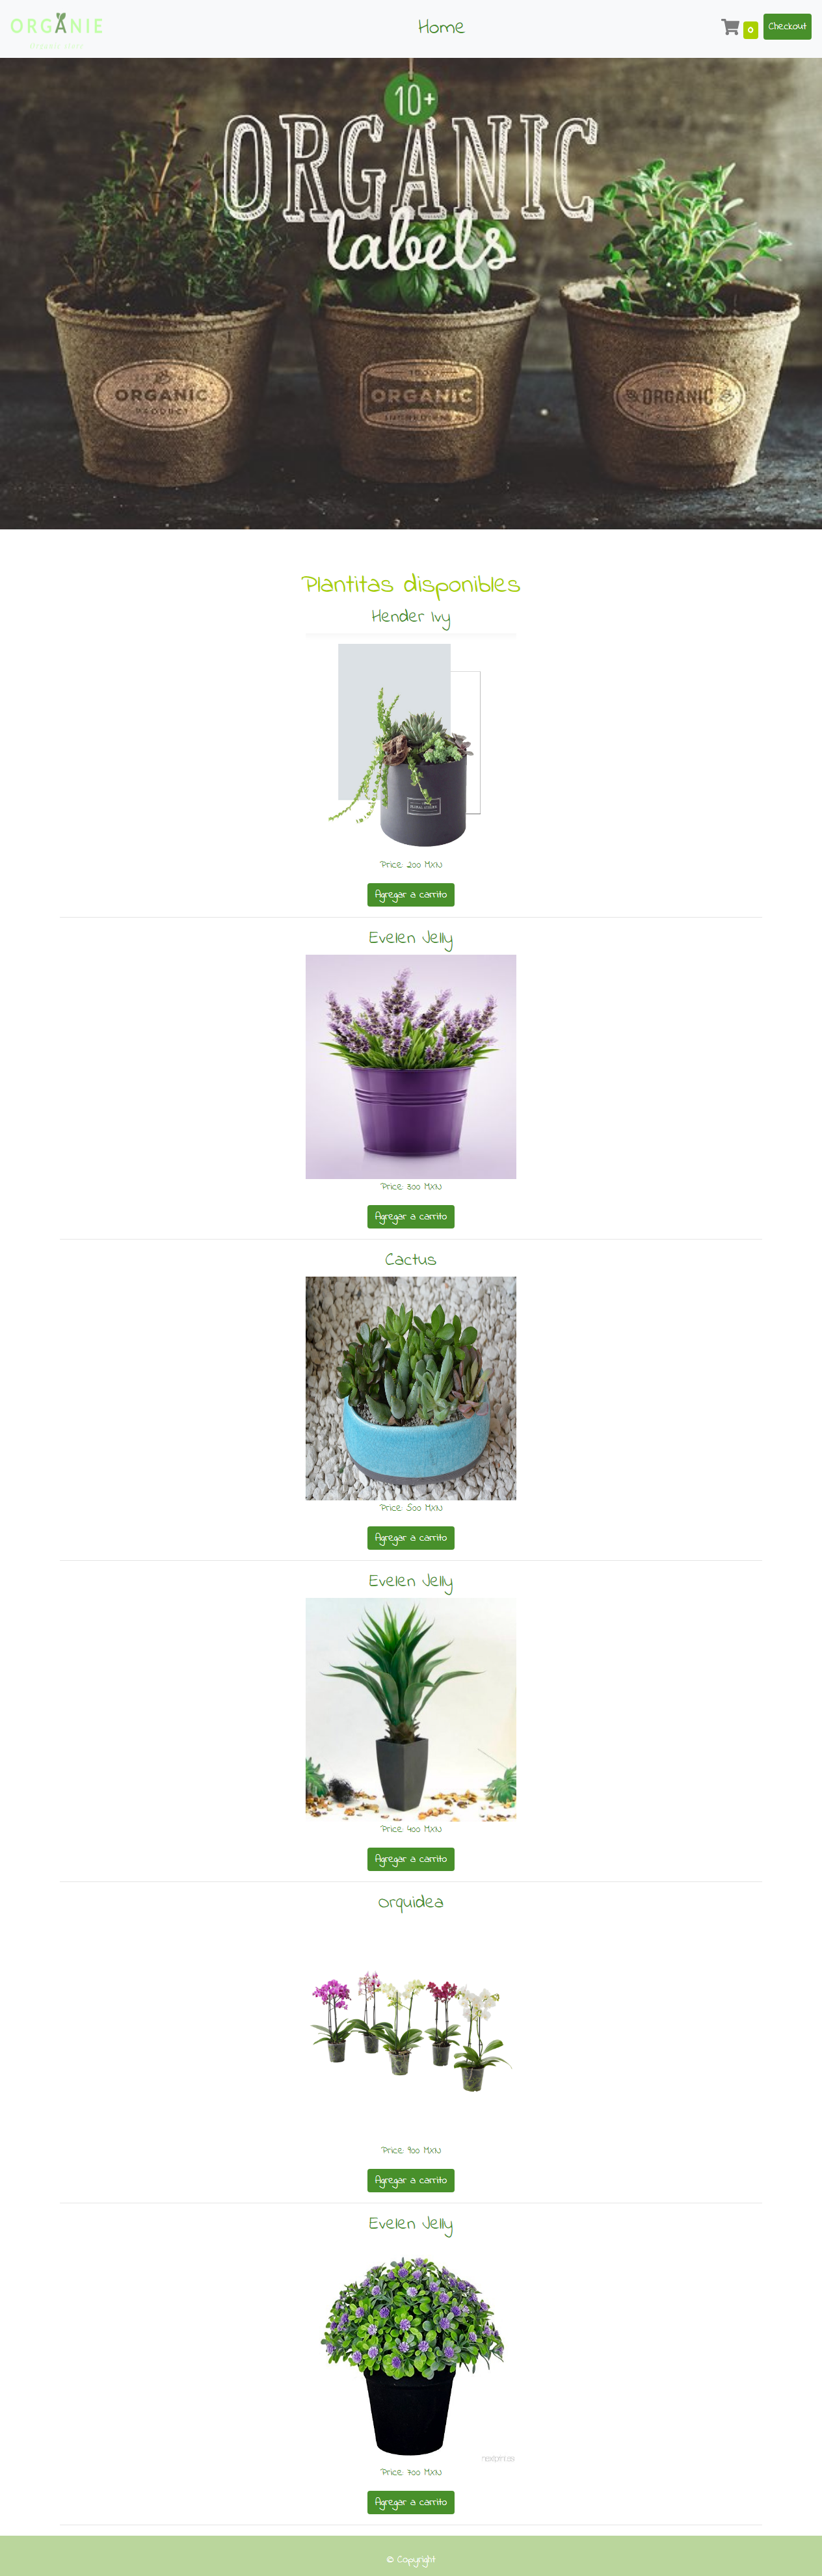 ORGANIE
Home
0
Checkout
10+
ORGANIC
labels
ORGANIC
PRODUCT
100%
ORGANIC
INGREDIENTS
ORGANIC
Plantitas disponibles
Hender Ivy
Price: 200 MXN
Agregar a carrito
Evelen Jelly
Price: 300 MXN
Agregar a carrito
Cactus
Price: 500 MXN
Agregar a carrito
Evelen Jelly
Price: 400 MXN
Agregar a carrito
Orquidea
Price: 900 MXN
Agregar a carrito
Evelen Jelly
Price: 700 MXN
Agregar a carrito
© Copyright